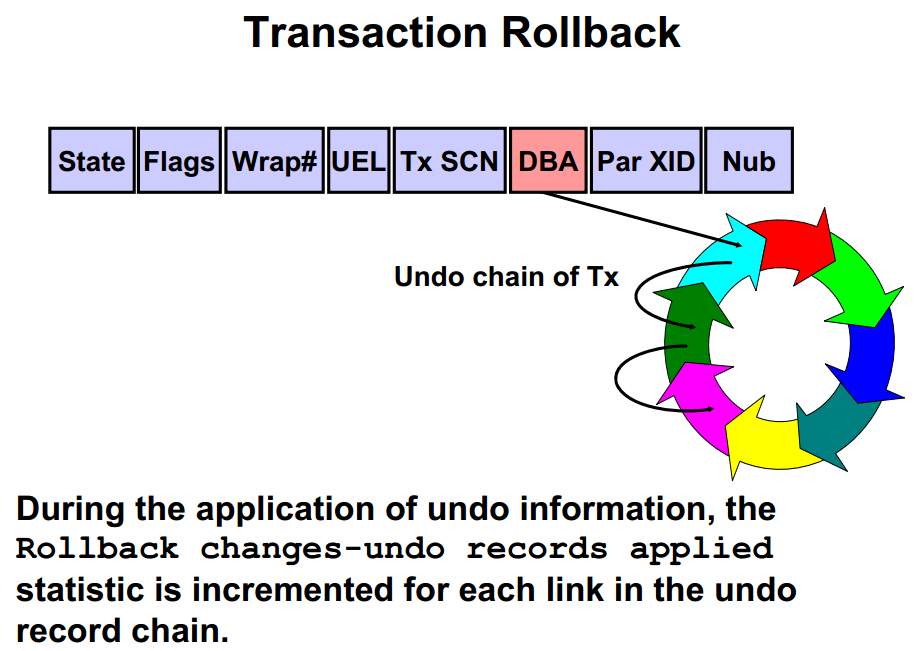 Transaction Rollback
State Flags Wrap# UEL Tx SCN DBA Par XID Nub
Undo chain of Tx
During the application of undo information, the
Rollback changes-undo records applied
statistic is incremented for each link in the undo
record chain.